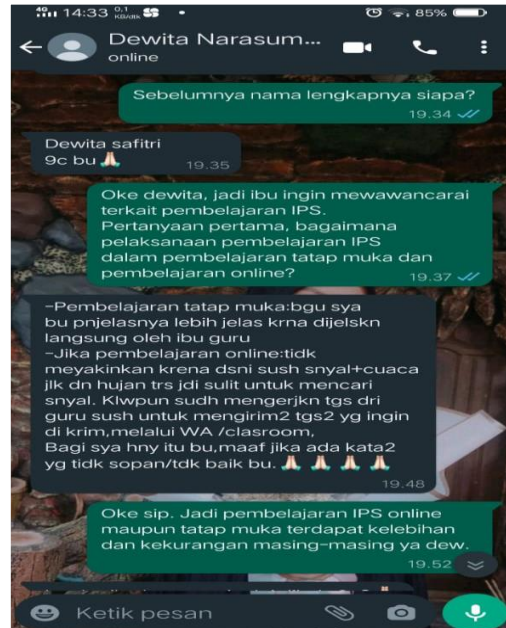 14:33 0,1 KB/dtk
85%
Dewita Narasum...
online
Sebelumnya nama lengkapnya siapa?
19.34
Dewita safitri
9c bu🙏🏻
19.35
Oke dewita, jadi ibu ingin mewawancarai
terkait pembelajaran IPS.
Pertanyaan pertama, bagaimana
pelaksanaan pembelajaran IPS
dalam pembelajaran tatap muka dan
pembelajaran online?
19.37
-Pembelajaran tatap muka:bgu sya
bu pnjelasnya lebih jelas krna dijelskn
langsung oleh ibu guru
-Jika pembelajaran online:tidk
meyakinkan krena dsni sush snyal+cuaca
jlk dn hujan trs jdi sulit untuk mencari
snyal. Klwpun sudh mengerjkn tgs dri
guru sush untuk mengirim2 tgs2 yg ingin
di krim,melalui WA /clasroom,
Bagi sya hny itu bu,maaf jika ada kata2
yg tidk sopan/tdk baik bu. 🙏🏻 🙏🏻 🙏🏻 🙏🏻
19.48
Oke sip. Jadi pembelajaran IPS online
maupun tatap muka terdapat kelebihan
dan kekurangan masing-masing ya dew.
19.52
Ketik pesan